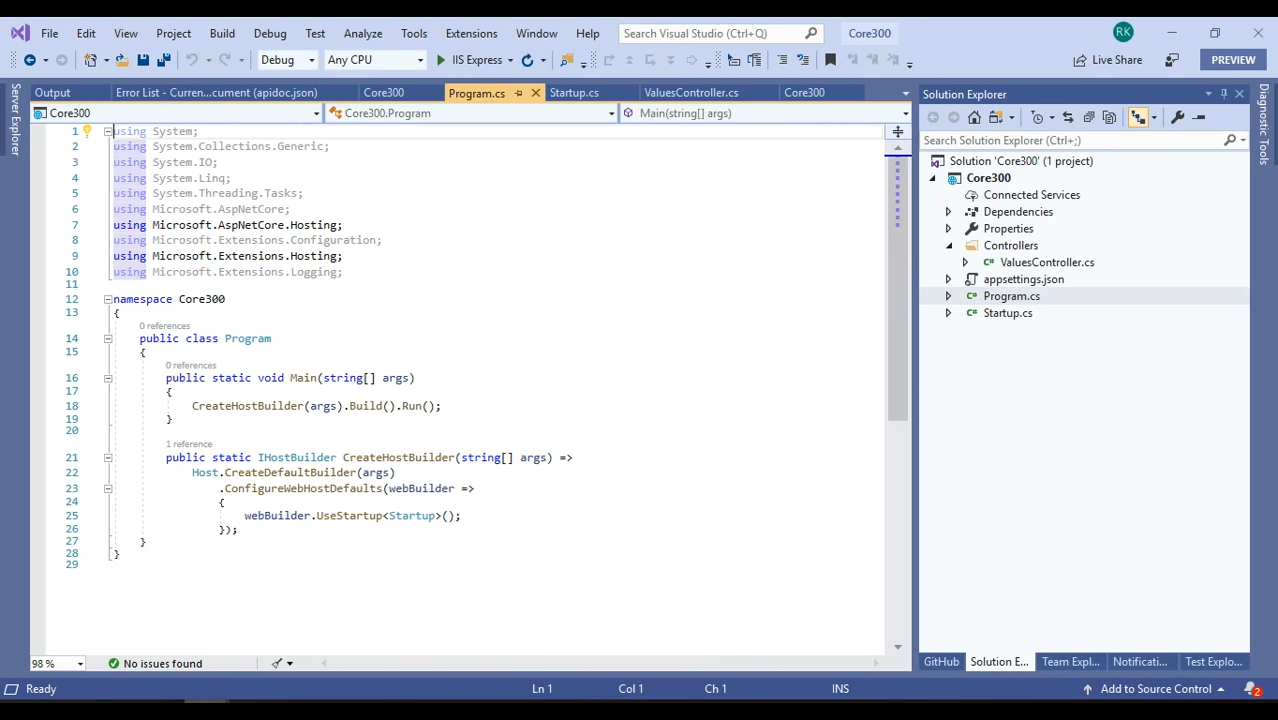 File Edit View Project Build Debug Test Analyze Tools Extensions Window Help Search Visual Studio (Ctrl+Q) Core300 RK
Debug Any CPU IIS Express Live Share PREVIEW
Server Explorer
Output Error List - Curren...cument (apidoc.json) Core300 Program.cs Startup.cs ValuesController.cs Core300
Core300 Core300.Program Main(string[] args)
1 using System;
2 using System.Collections.Generic;
3 using System.IO;
4 using System.Linq;
5 using System.Threading.Tasks;
6 using Microsoft.AspNetCore;
7 using Microsoft.AspNetCore.Hosting;
8 using Microsoft.Extensions.Configuration;
9 using Microsoft.Extensions.Hosting;
10 using Microsoft.Extensions.Logging;
11
12 namespace Core300
13 {
0 references
14 public class Program
15 {
0 references
16 public static void Main(string[] args)
17 {
18 CreateHostBuilder(args).Build().Run();
19 }
20
1 reference
21 public static IHostBuilder CreateHostBuilder(string[] args) =>
22 Host.CreateDefaultBuilder(args)
23 .ConfigureWebHostDefaults(webBuilder =>
24 {
25 webBuilder.UseStartup<Startup>();
26 });
27 }
28 }
29
98 % No issues found
Solution Explorer
Search Solution Explorer (Ctrl+;)
Solution 'Core300' (1 project)
Core300
Connected Services
Dependencies
Properties
Controllers
C# ValuesController.cs
appsettings.json
C# Program.cs
C# Startup.cs
GitHub Solution E... Team Expl... Notificati... Test Explo...
Diagnostic Tools
Ready Ln 1 Col 1 Ch 1 INS Add to Source Control 2